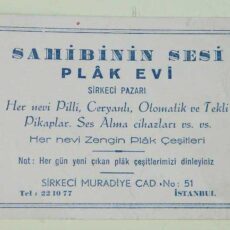 SAHİBİNİN SESİ
PLÂK EVİ
SİRKECİ PAZARI
Her nevi Pilli, Ceryanlı, Otomatik ve Tekli
Pikaplar. Ses Alma cihazları vs. vs.
Her nevi Zengin Plâk Çeşitleri
Not: Her gün yeni çıkan plâk çeşitlerimizi dinleyiniz
SİRKECİ MURADİYE CAD. No: 51
Tel : 22 10 77 İSTANBUL